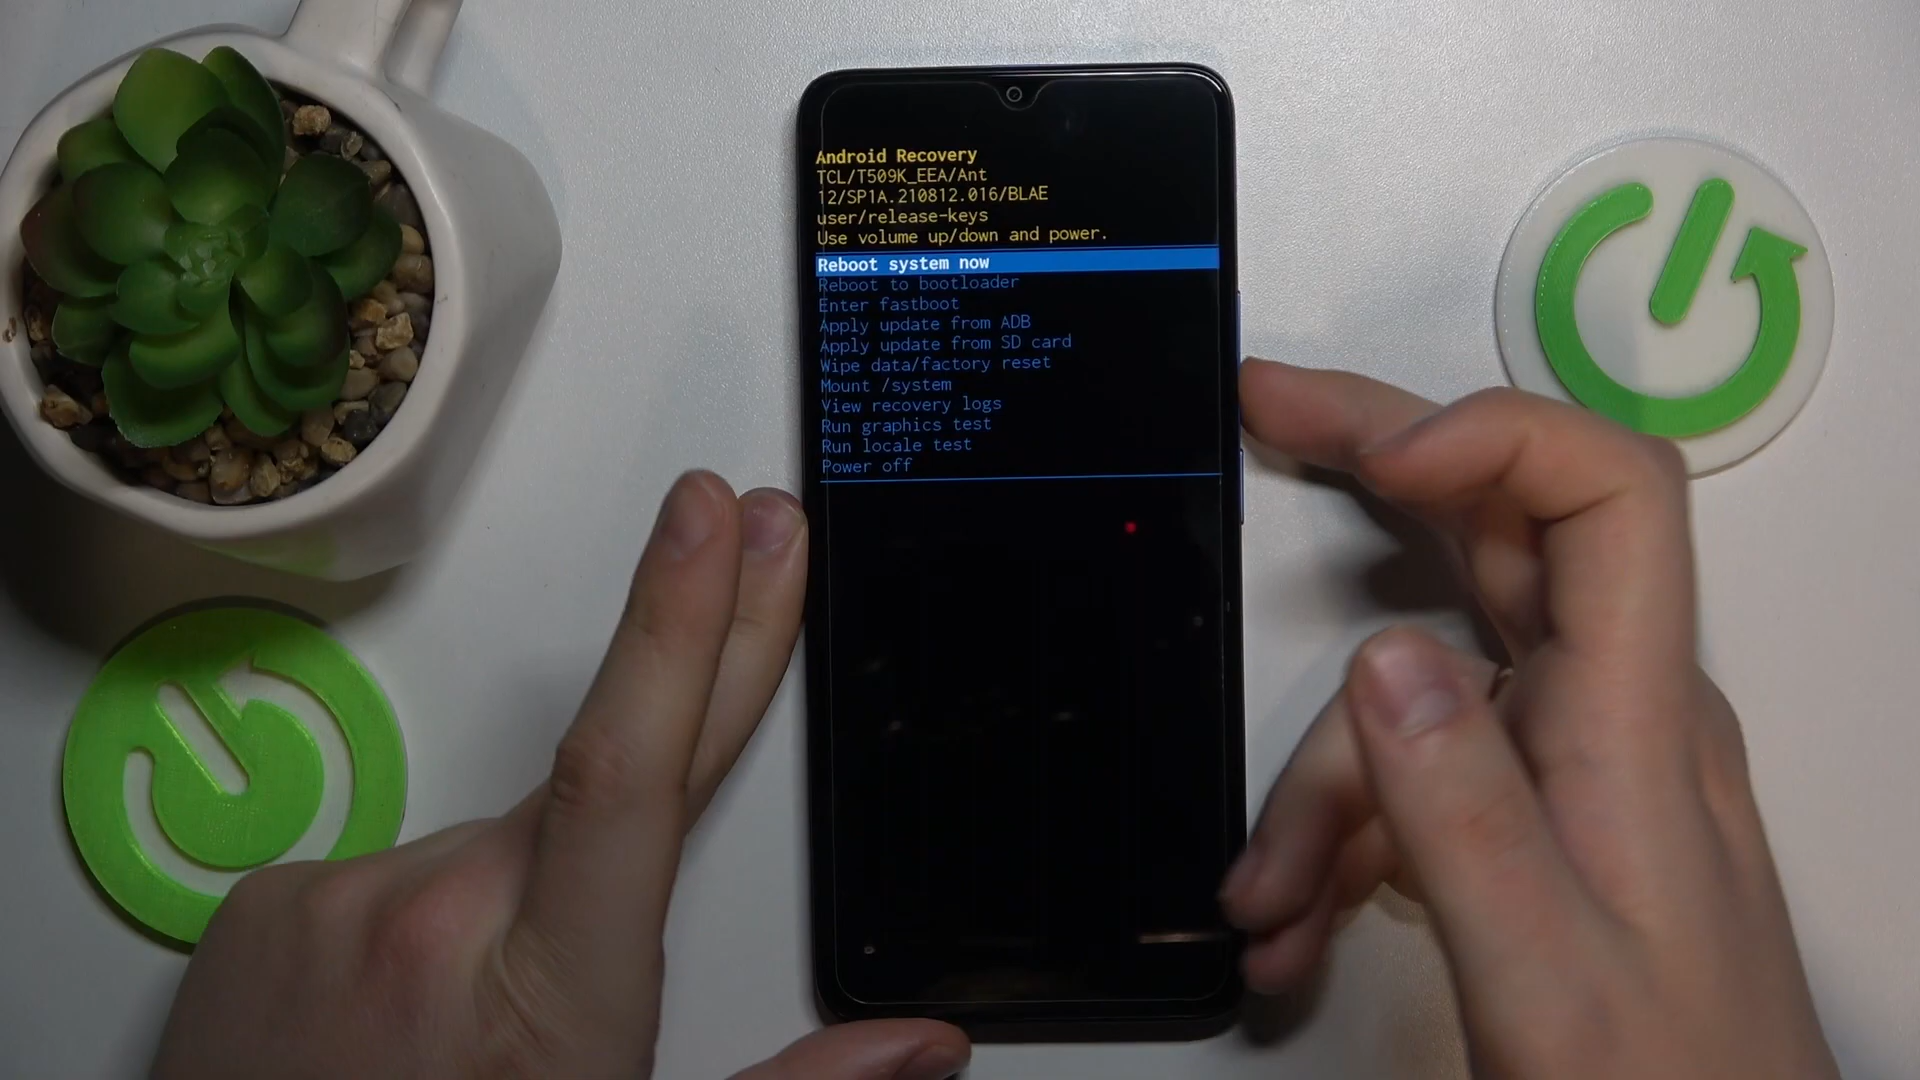 Android Recovery
TCL/T509K_EEA/Ant
12/SP1A.210812.016/BLAE
user/release-keys
Use volume up/down and power.
Reboot system now
Reboot to bootloader
Enter fastboot
Apply update from ADB
Apply update from SD card
Wipe data/factory reset
Mount /system
View recovery logs
Run graphics test
Run locale test
Power off